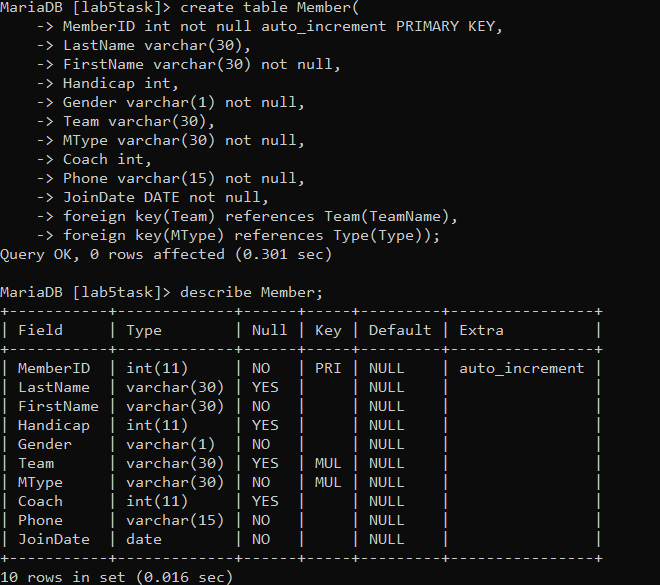 MariaDB [lab5task]> create table Member(
    -> MemberID int not null auto_increment PRIMARY KEY,
    -> LastName varchar(30),
    -> FirstName varchar(30) not null,
    -> Handicap int,
    -> Gender varchar(1) not null,
    -> Team varchar(30),
    -> MType varchar(30) not null,
    -> Coach int,
    -> Phone varchar(15) not null,
    -> JoinDate DATE not null,
    -> foreign key(Team) references Team(TeamName),
    -> foreign key(MType) references Type(Type));
Query OK, 0 rows affected (0.301 sec)

MariaDB [lab5task]> describe Member;
+-----------+-------------+------+-----+---------+----------------+
| Field     | Type        | Null | Key | Default | Extra          |
+-----------+-------------+------+-----+---------+----------------+
| MemberID  | int(11)     | NO   | PRI | NULL    | auto_increment |
| LastName  | varchar(30) | YES  |     | NULL    |                |
| FirstName | varchar(30) | NO   |     | NULL    |                |
| Handicap  | int(11)     | YES  |     | NULL    |                |
| Gender    | varchar(1)  | NO   |     | NULL    |                |
| Team      | varchar(30) | YES  | MUL | NULL    |                |
| MType     | varchar(30) | NO   | MUL | NULL    |                |
| Coach     | int(11)     | YES  |     | NULL    |                |
| Phone     | varchar(15) | NO   |     | NULL    |                |
| JoinDate  | date        | NO   |     | NULL    |                |
+-----------+-------------+------+-----+---------+----------------+
10 rows in set (0.016 sec)